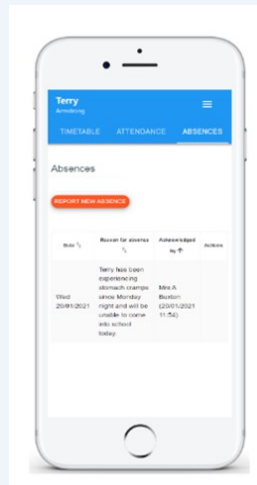 Terry
Armstrong
TIMETABLE ATTENDANCE ABSENCES
Absences
REPORT NEW ABSENCE
Date Reason for absence Acknowledged by Actions
Wed 20/01/2021
Terry has been
experiencing
stomach cramps
since Monday
night and will be
unable to come
into school
today.
Mrs A
Buxton
(20/01/2021
11:54)